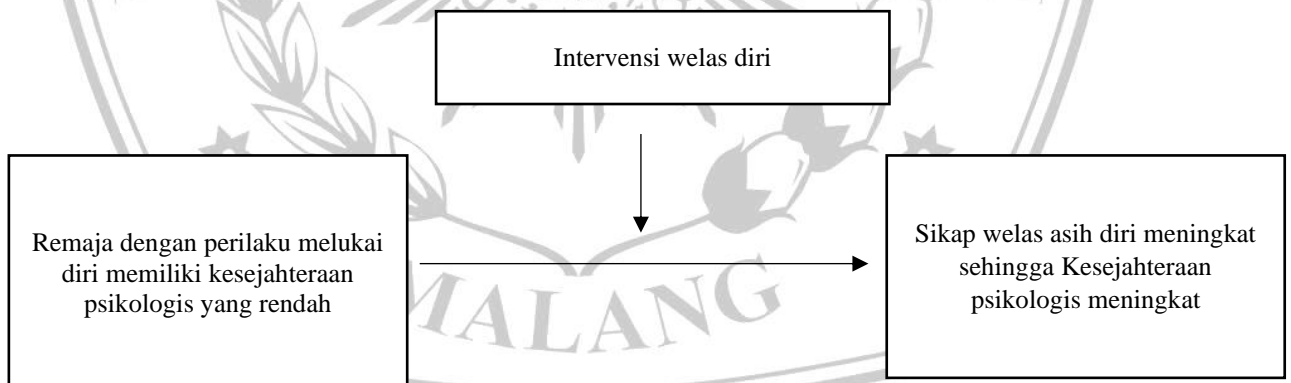 Intervensi welas diri
Remaja dengan perilaku melukai
diri memiliki kesejahteraan
psikologis yang rendah
Sikap welas asih diri meningkat
sehingga Kesejahteraan
psikologis meningkat
MALANG